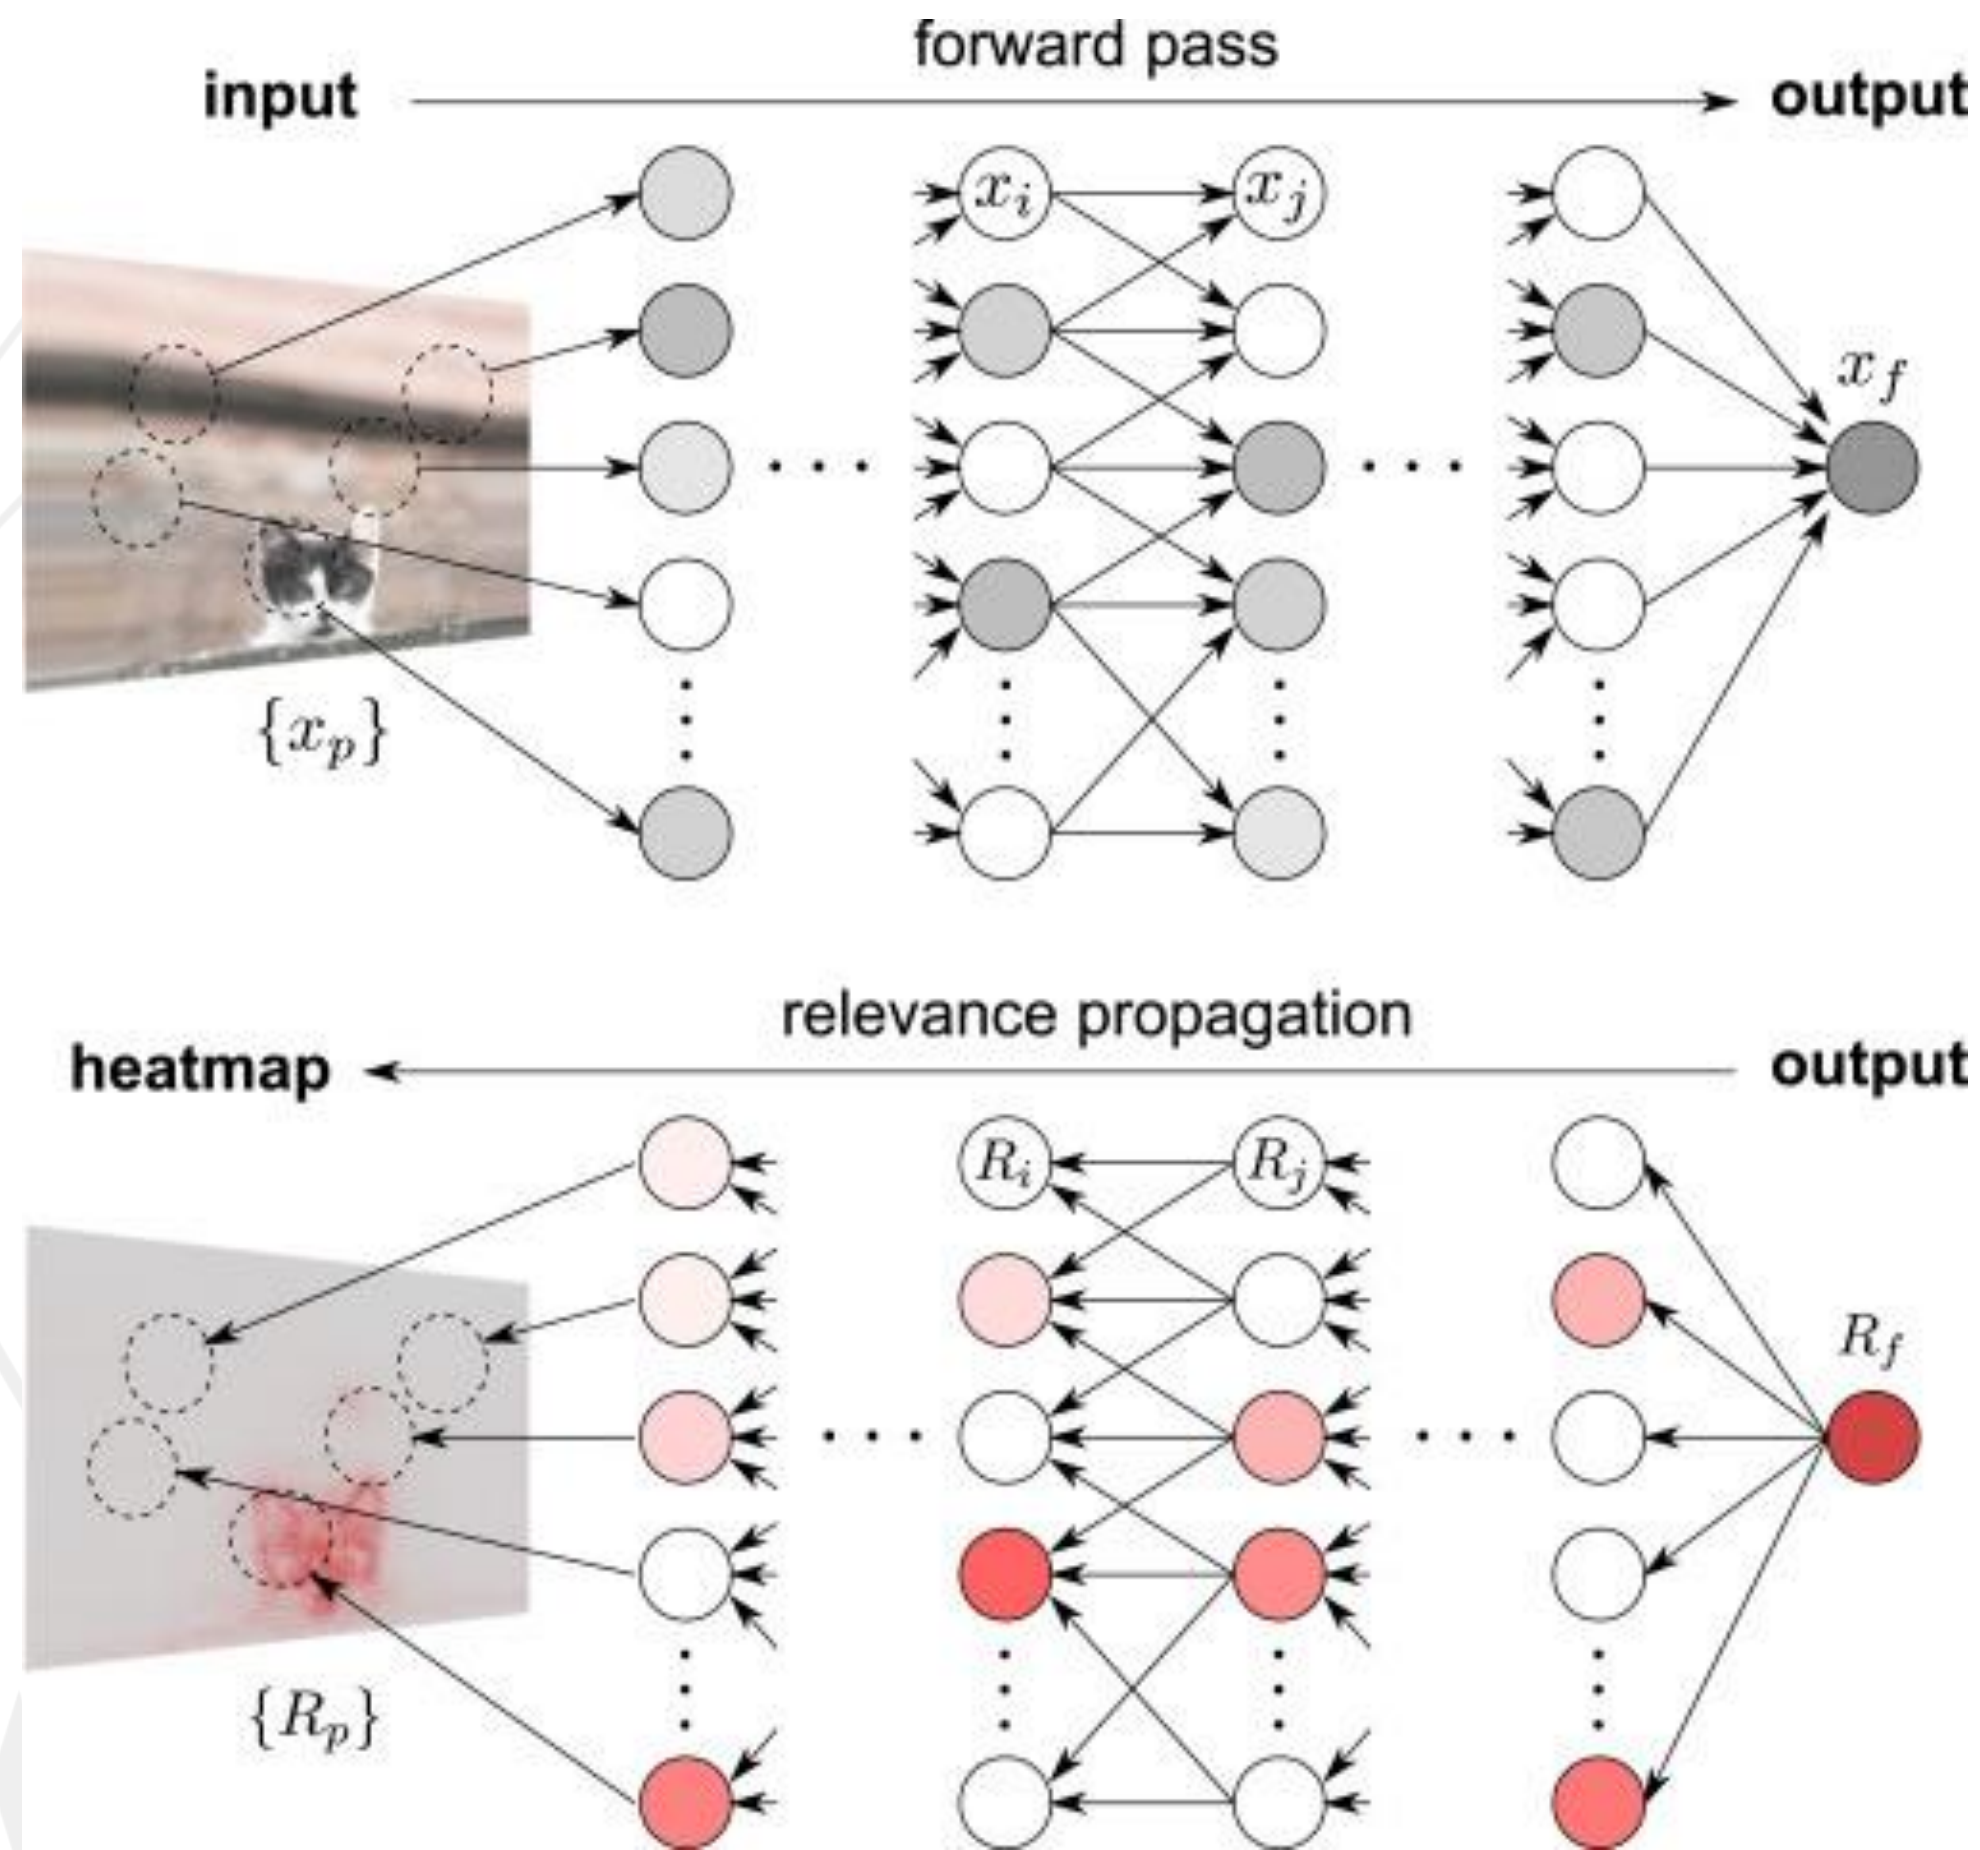 forward pass
input
output
x_i
x_j
x_f
{x_p}
relevance propagation
heatmap
output
R_i
R_j
R_f
{R_p}